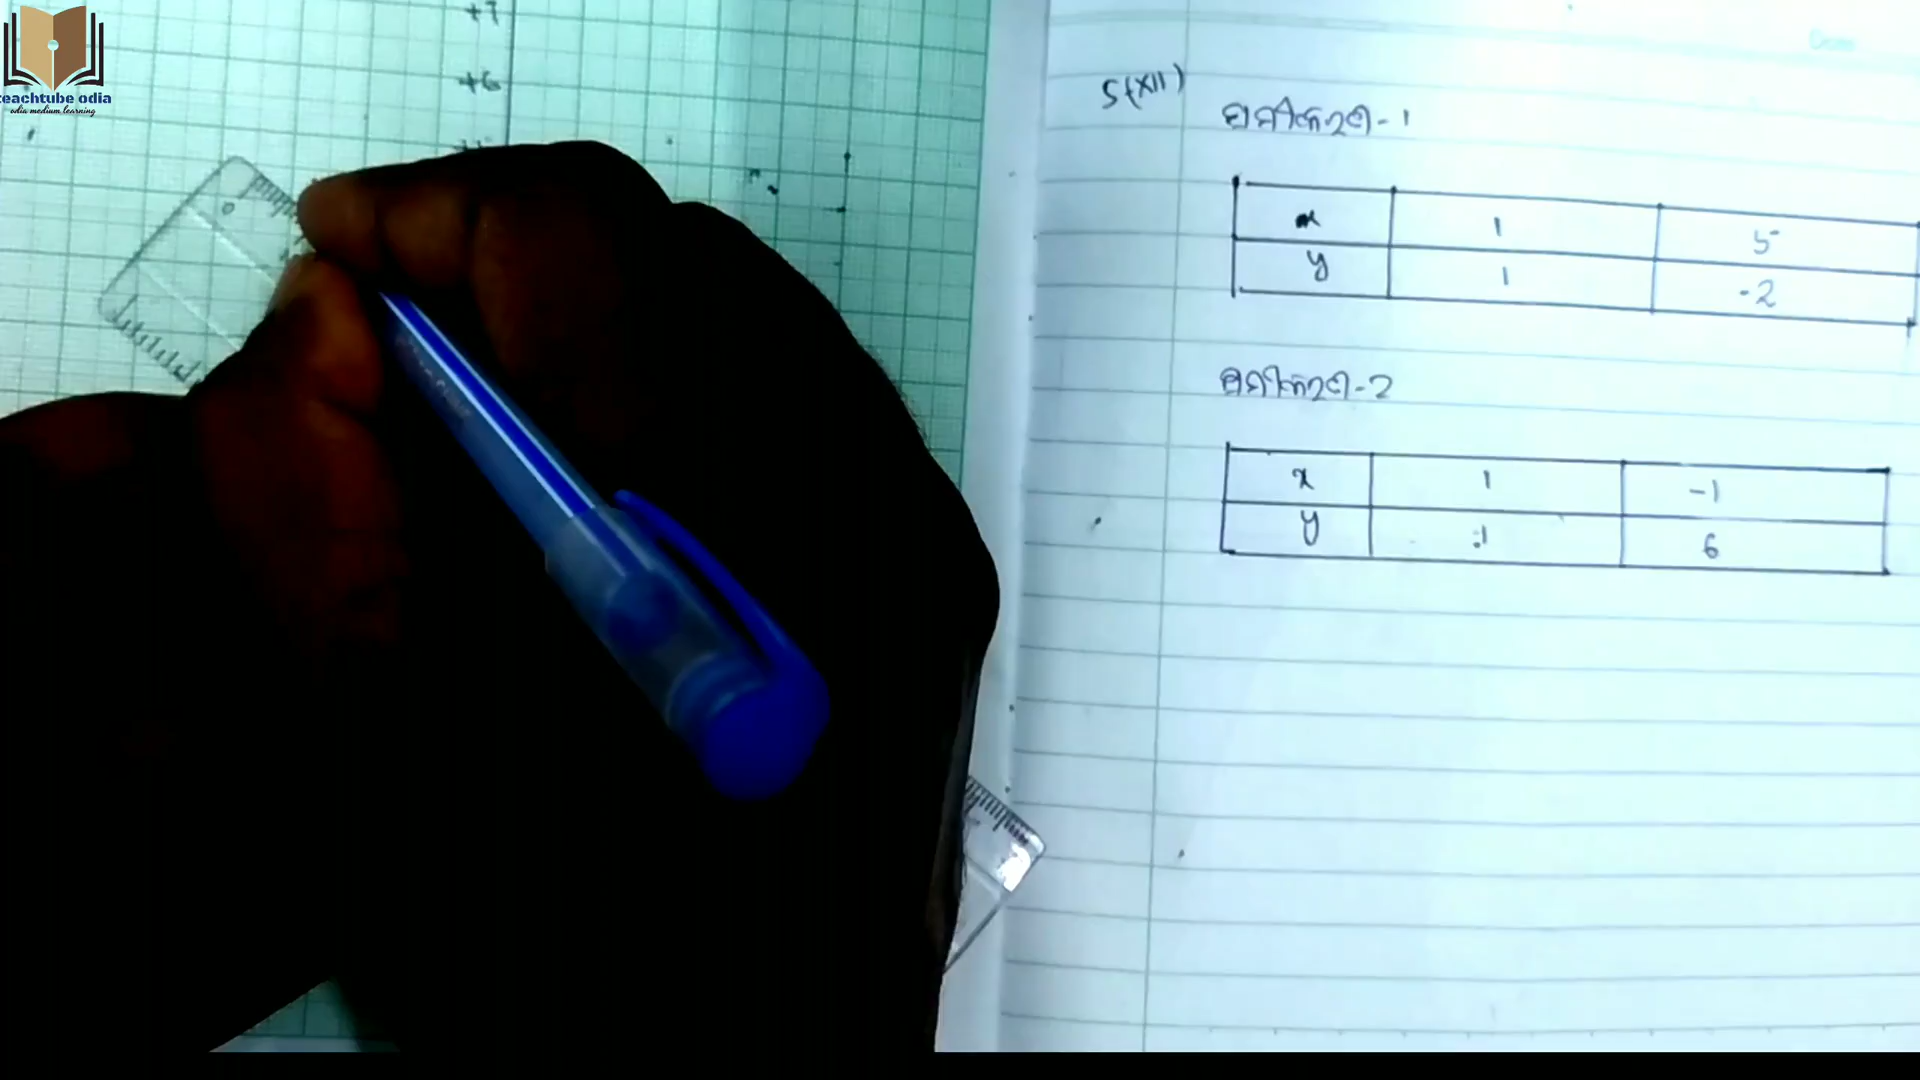 teachtube odia
odia medium learning
+7
+6
5(XII)
ସମୀକରଣ-1
x 1 5
y 1 -2
ସମୀକରଣ-2
x 1 -1
y 1 6